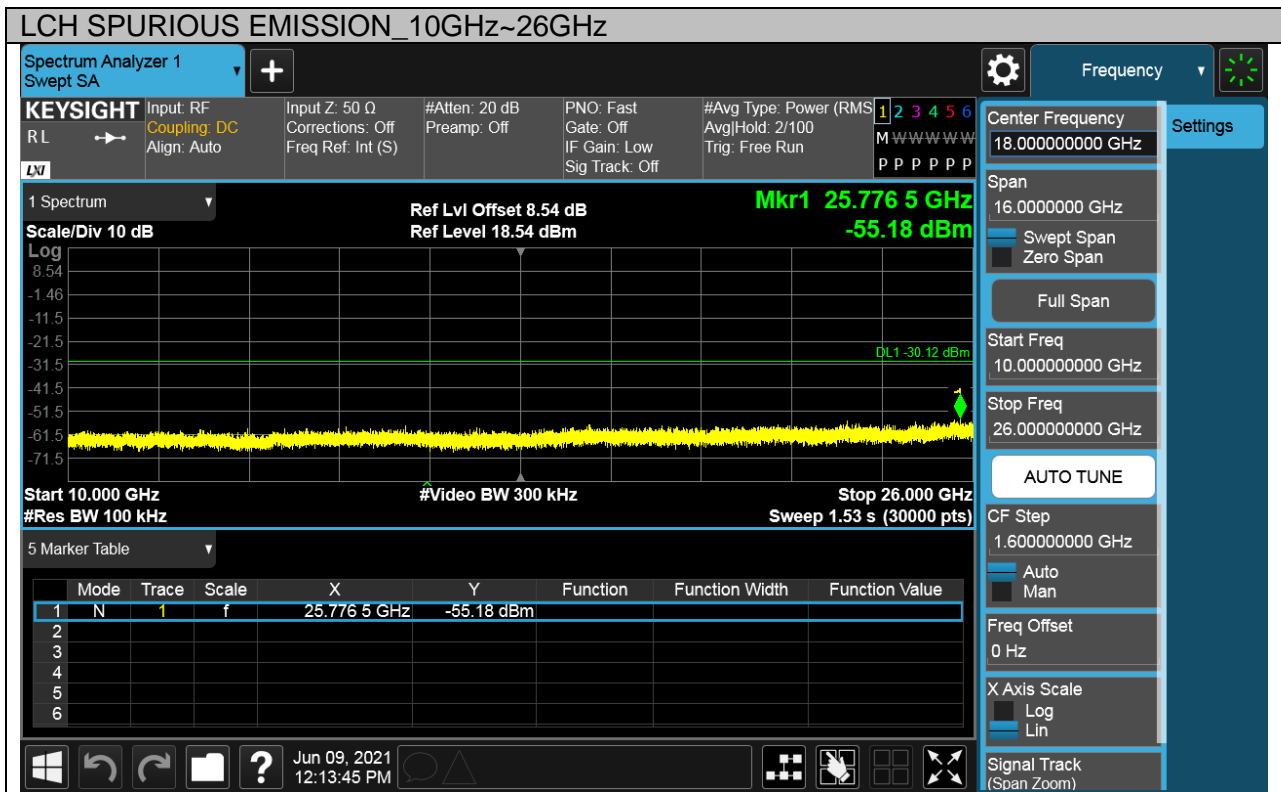 LCH SPURIOUS EMISSION_10GHz~26GHz
Spectrum Analyzer 1
Swept SA
Frequency
KEYSIGHT
RL
LXI
Input: RF
Coupling: DC
Align: Auto
Input Z: 50 Ω
Corrections: Off
Freq Ref: Int (S)
#Atten: 20 dB
Preamp: Off
PNO: Fast
Gate: Off
IF Gain: Low
Sig Track: Off
#Avg Type: Power (RMS
Avg|Hold: 2/100
Trig: Free Run
1 2 3 4 5 6
M W W W W W
P P P P P P
1 Spectrum
Scale/Div 10 dB
Ref Lvl Offset 8.54 dB
Ref Level 18.54 dBm
Mkr1 25.776 5 GHz
-55.18 dBm
Log
8.54
-1.46
-11.5
-21.5
-31.5
-41.5
-51.5
-61.5
-71.5
DL1 -30.12 dBm
1
Start 10.000 GHz
#Video BW 300 kHz
Stop 26.000 GHz
#Res BW 100 kHz
Sweep 1.53 s (30000 pts)
5 Marker Table
Mode Trace Scale X Y Function Function Width Function Value
1 N 1 f 25.776 5 GHz -55.18 dBm
2
3
4
5
6
Jun 09, 2021
12:13:45 PM
Center Frequency
18.000000000 GHz
Settings
Span
16.0000000 GHz
Swept Span
Zero Span
Full Span
Start Freq
10.000000000 GHz
Stop Freq
26.000000000 GHz
AUTO TUNE
CF Step
1.600000000 GHz
Auto
Man
Freq Offset
0 Hz
X Axis Scale
Log
Lin
Signal Track
(Span Zoom)